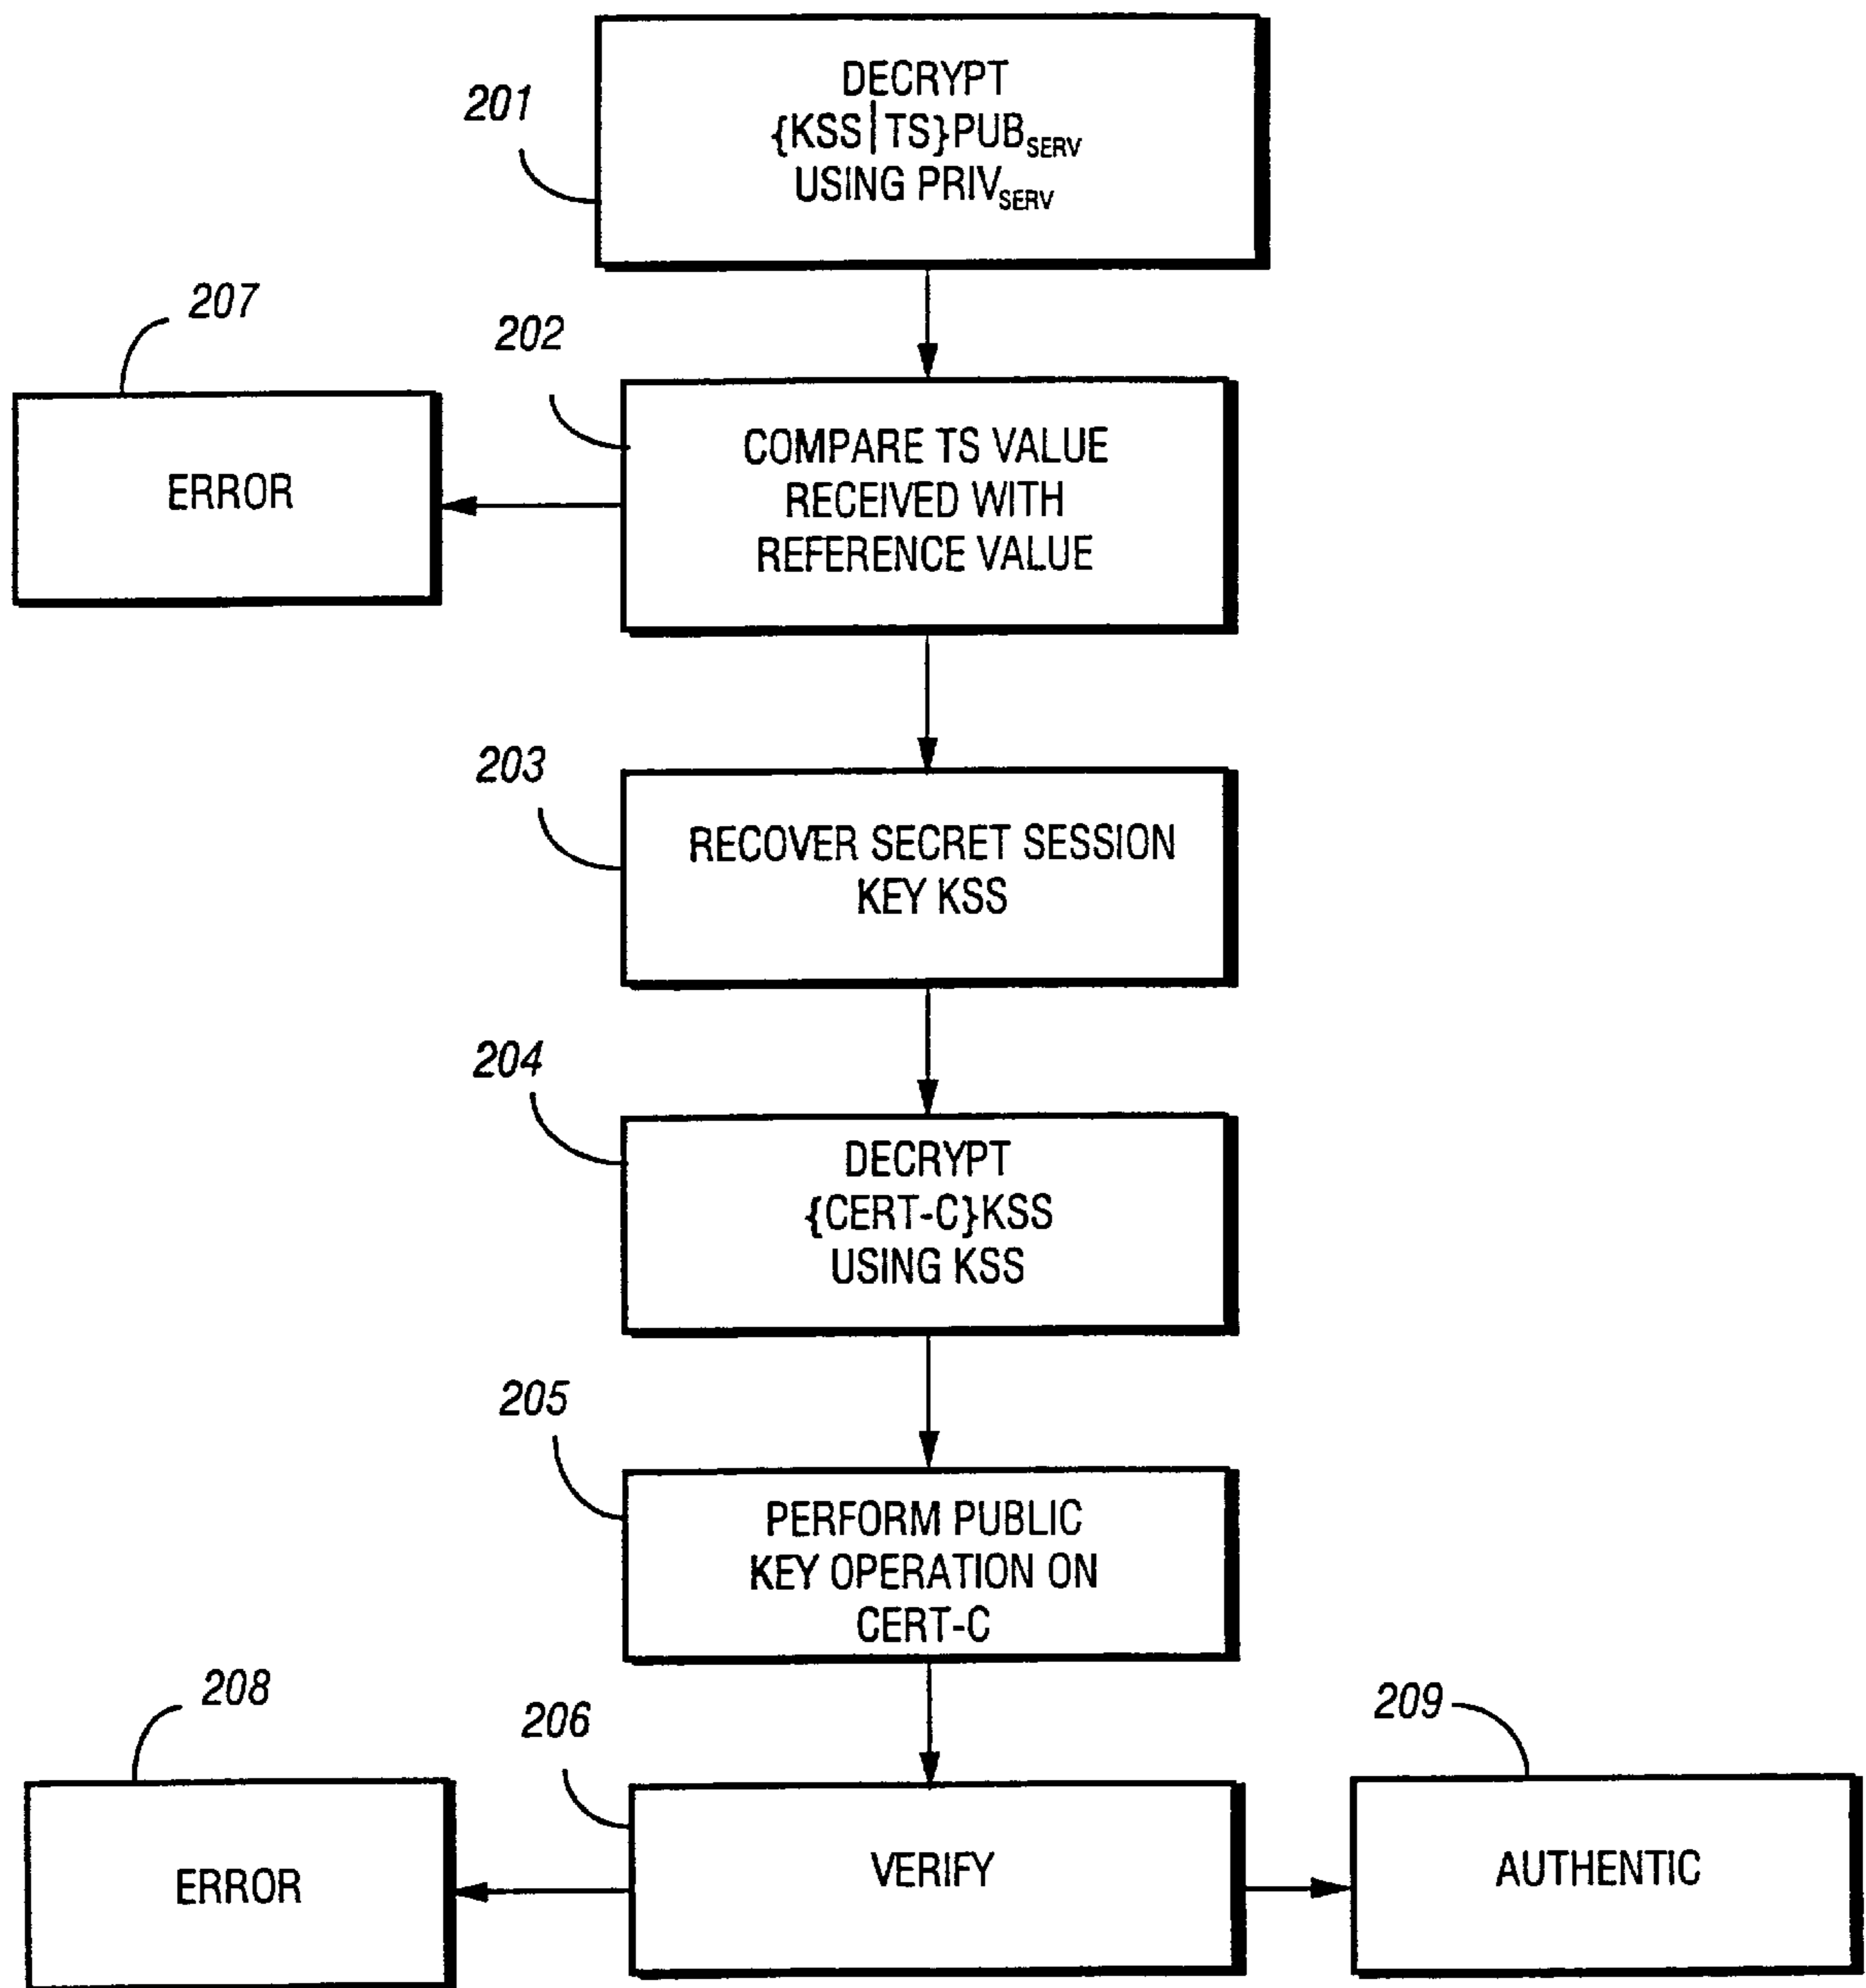 201
DECRYPT
{KSS|TS}PUB_SERV
USING PRIV_SERV
207
202
ERROR
COMPARE TS VALUE
RECEIVED WITH
REFERENCE VALUE
203
RECOVER SECRET SESSION
KEY KSS
204
DECRYPT
{CERT-C}KSS
USING KSS
205
PERFORM PUBLIC
KEY OPERATION ON
CERT-C
208
206
209
ERROR
VERIFY
AUTHENTIC